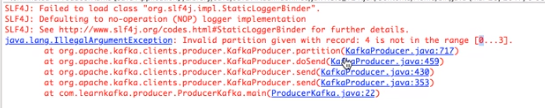 SLF4J: Failed to load class "org.slf4j.impl.StaticLoggerBinder".
SLF4J: Defaulting to no-operation (NOP) logger implementation
SLF4J: See http://www.slf4j.org/codes.html#StaticLoggerBinder for further details.
java.lang.IllegalArgumentException: Invalid partition given with record: 4 is not in the range [0...3].
at org.apache.kafka.clients.producer.KafkaProducer.partition(KafkaProducer.java:717)
at org.apache.kafka.clients.producer.KafkaProducer.doSend(KafkaProducer.java:459)
at org.apache.kafka.clients.producer.KafkaProducer.send(KafkaProducer.java:430)
at org.apache.kafka.clients.producer.KafkaProducer.send(KafkaProducer.java:353)
at com.learnkafka.producer.ProducerKafka.main(ProducerKafka.java:22)